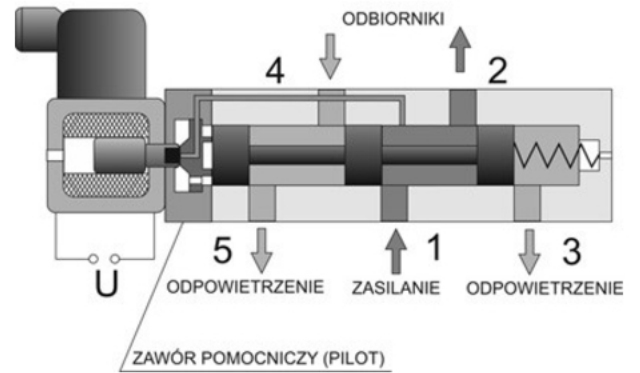 ODBIORNIKI
4
2
5
1
3
U
ODPOWIETRZENIE
ZASILANIE
ODPOWIETRZENIE
ZAWÓR POMOCNICZY (PILOT)